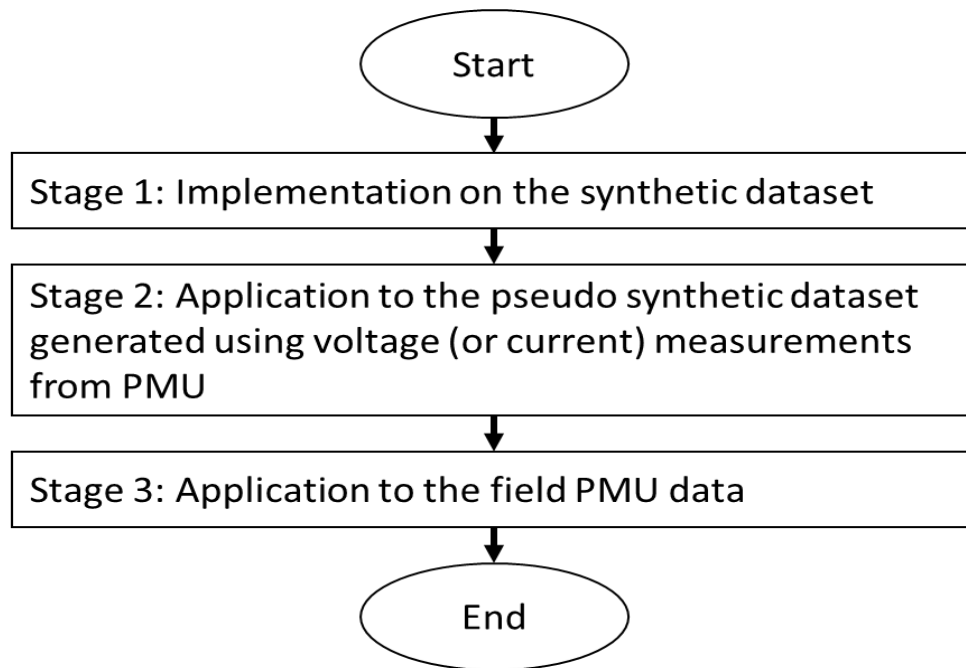 Start
Stage 1: Implementation on the synthetic dataset
Stage 2: Application to the pseudo synthetic dataset
generated using voltage (or current) measurements
from PMU
Stage 3: Application to the field PMU data
End